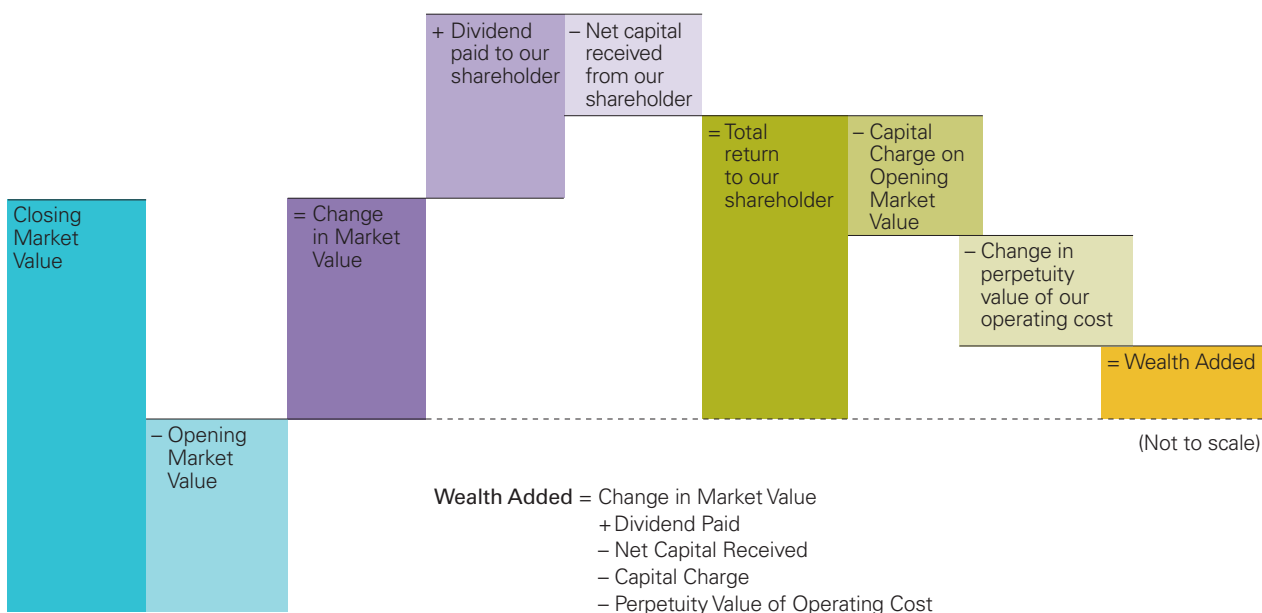 Closing
Market
Value
– Opening
Market
Value
= Change
in Market
Value
+ Dividend
paid to our
shareholder
– Net capital
received
from our
shareholder
= Total
return
to our
shareholder
– Capital
Charge on
Opening
Market
Value
– Change in
perpetuity
value of our
operating cost
= Wealth Added
(Not to scale)
Wealth Added = Change in Market Value
+ Dividend Paid
– Net Capital Received
– Capital Charge
– Perpetuity Value of Operating Cost